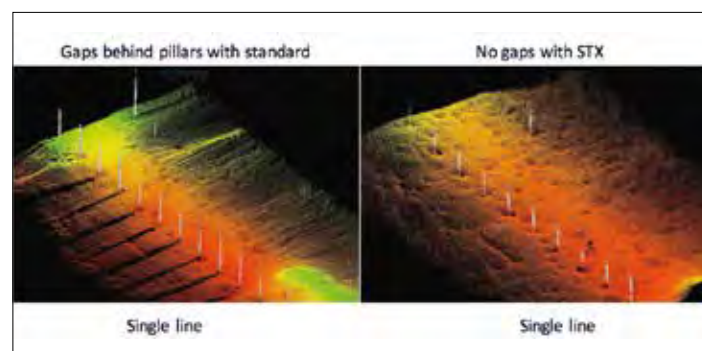 Gaps behind pillars with standard
No gaps with STX
Single line
Single line